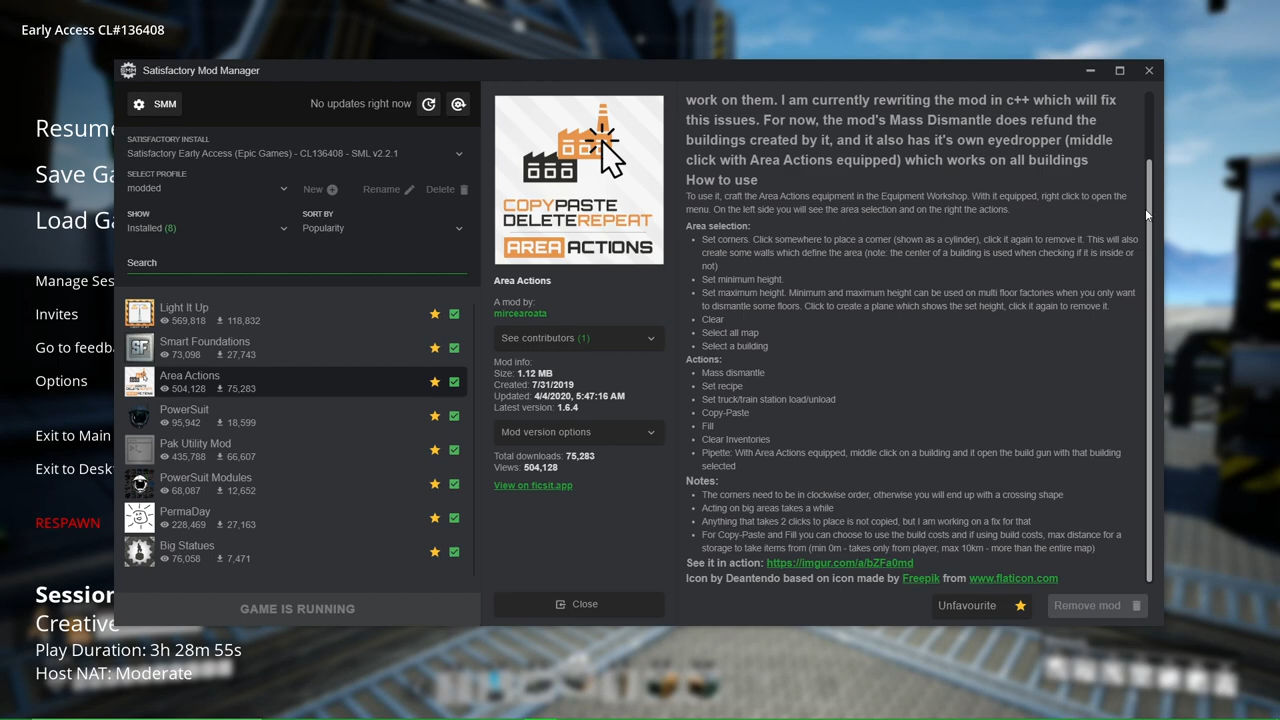 Early Access CL#136408
Resume
Save Ga
Load Ga
Manage Ses
Invites
Go to feedb
Options
Exit to Main
Exit to Desk
RESPAWN
Session
Creative
Play Duration: 3h 28m 55s
Host NAT: Moderate
SMM
Satisfactory Mod Manager
SMM
No updates right now
SATISFACTORY INSTALL
Satisfactory Early Access (Epic Games) - CL136408 - SML v2.2.1
SELECT PROFILE
modded
New
Rename
Delete
SHOW
Installed (8)
SORT BY
Popularity
Search
Light It Up
569,818 118,832
Smart Foundations
73,098 27,743
SF
Area Actions
504,128 75,283
PowerSuit
95,942 18,599
Pak Utility Mod
435,788 66,607
PowerSuit Modules
68,087 12,652
PermaDay
228,469 27,163
Big Statues
76,058 7,471
GAME IS RUNNING
COPYPASTE
DELETEREPEAT
AREA ACTIONS
Area Actions
A mod by:
mircearoata
See contributors (1)
Mod info:
Size: 1.12 MB
Created: 7/31/2019
Updated: 4/4/2020, 5:47:16 AM
Latest version: 1.6.4
Mod version options
Total downloads: 75,283
Views: 504,128
View on ficsit.app
Close
work on them. I am currently rewriting the mod in c++ which will fix
this issues. For now, the mod's Mass Dismantle does refund the
buildings created by it, and it also has it's own eyedropper (middle
click with Area Actions equipped) which works on all buildings
How to use
To use it, craft the Area Actions equipment in the Equipment Workshop. With it equipped, right click to open the
menu. On the left side you will see the area selection and on the right the actions.
Area selection:
• Set corners. Click somewhere to place a corner (shown as a cylinder), click it again to remove it. This will also
create some walls which define the area (note: the center of a building is used when checking if it is inside or
not)
• Set minimum height.
• Set maximum height. Minimum and maximum height can be used on multi floor factories when you only want
to dismantle some floors. Click to create a plane which shows the set height, click it again to remove it.
• Clear
• Select all map
• Select a building
Actions:
• Mass dismantle
• Set recipe
• Set truck/train station load/unload
• Copy-Paste
• Fill
• Clear Inventories
• Pipette: With Area Actions equipped, middle click on a building and it open the build gun with that building
selected
Notes:
• The corners need to be in clockwise order, otherwise you will end up with a crossing shape
• Acting on big areas takes a while
• Anything that takes 2 clicks to place is not copied, but I am working on a fix for that
• For Copy-Paste and Fill you can choose to use the build costs and if using build costs, max distance for a
storage to take items from (min 0m - takes only from player, max 10km - more than the entire map)
See it in action: https://imgur.com/a/bZFa0md
Icon by Deantendo based on icon made by Freepik from www.flaticon.com
Unfavourite
Remove mod